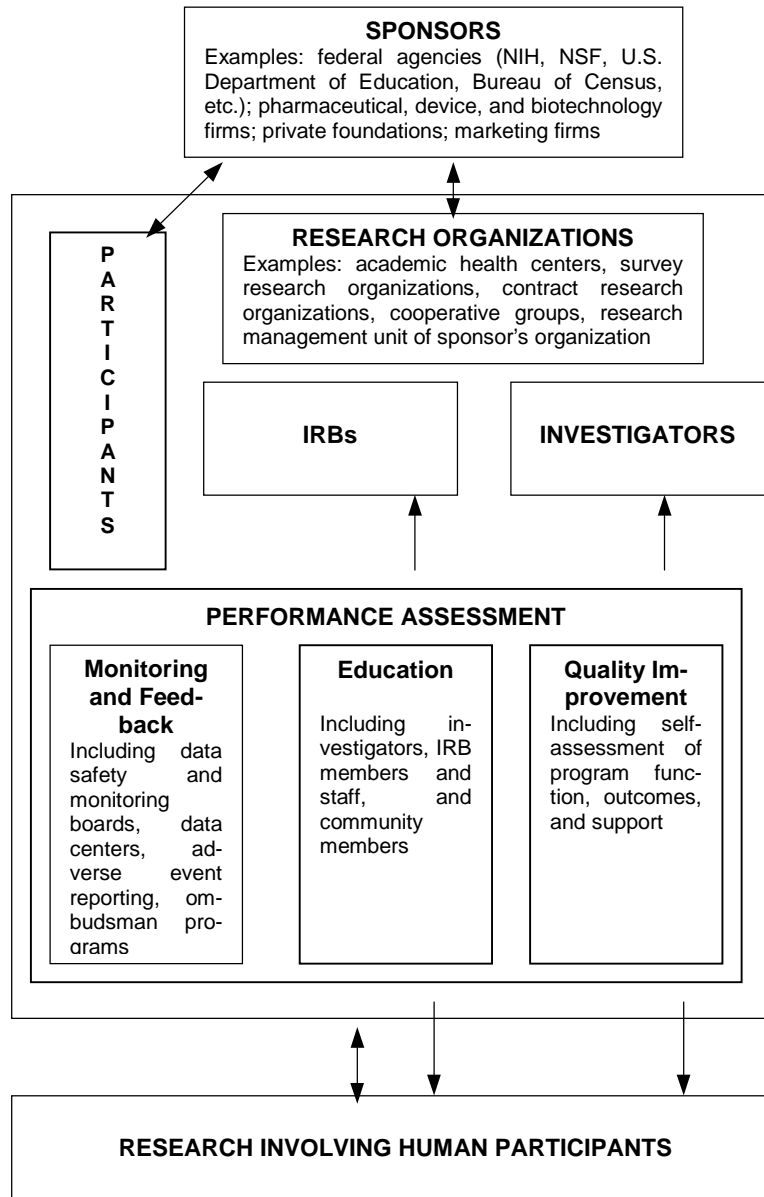 SPONSORS
Examples: federal agencies (NIH, NSF, U.S.
Department of Education, Bureau of Census,
etc.); pharmaceutical, device, and biotechnology
firms; private foundations; marketing firms
P
A
R
T
I
C
I
P
A
N
T
S
RESEARCH ORGANIZATIONS
Examples: academic health centers, survey
research organizations, contract research
organizations, cooperative groups, research
management unit of sponsor’s organization
IRBs
INVESTIGATORS
PERFORMANCE ASSESSMENT
Monitoring
and Feed-
back
Including data
safety and
monitoring
boards, data
centers, ad-
verse event
reporting, om-
budsman pro-
grams
Education
Including in-
vestigators, IRB
members and
staff, and
community
members
Quality Im-
provement
Including self-
assessment of
program func-
tion, outcomes,
and support
RESEARCH INVOLVING HUMAN PARTICIPANTS